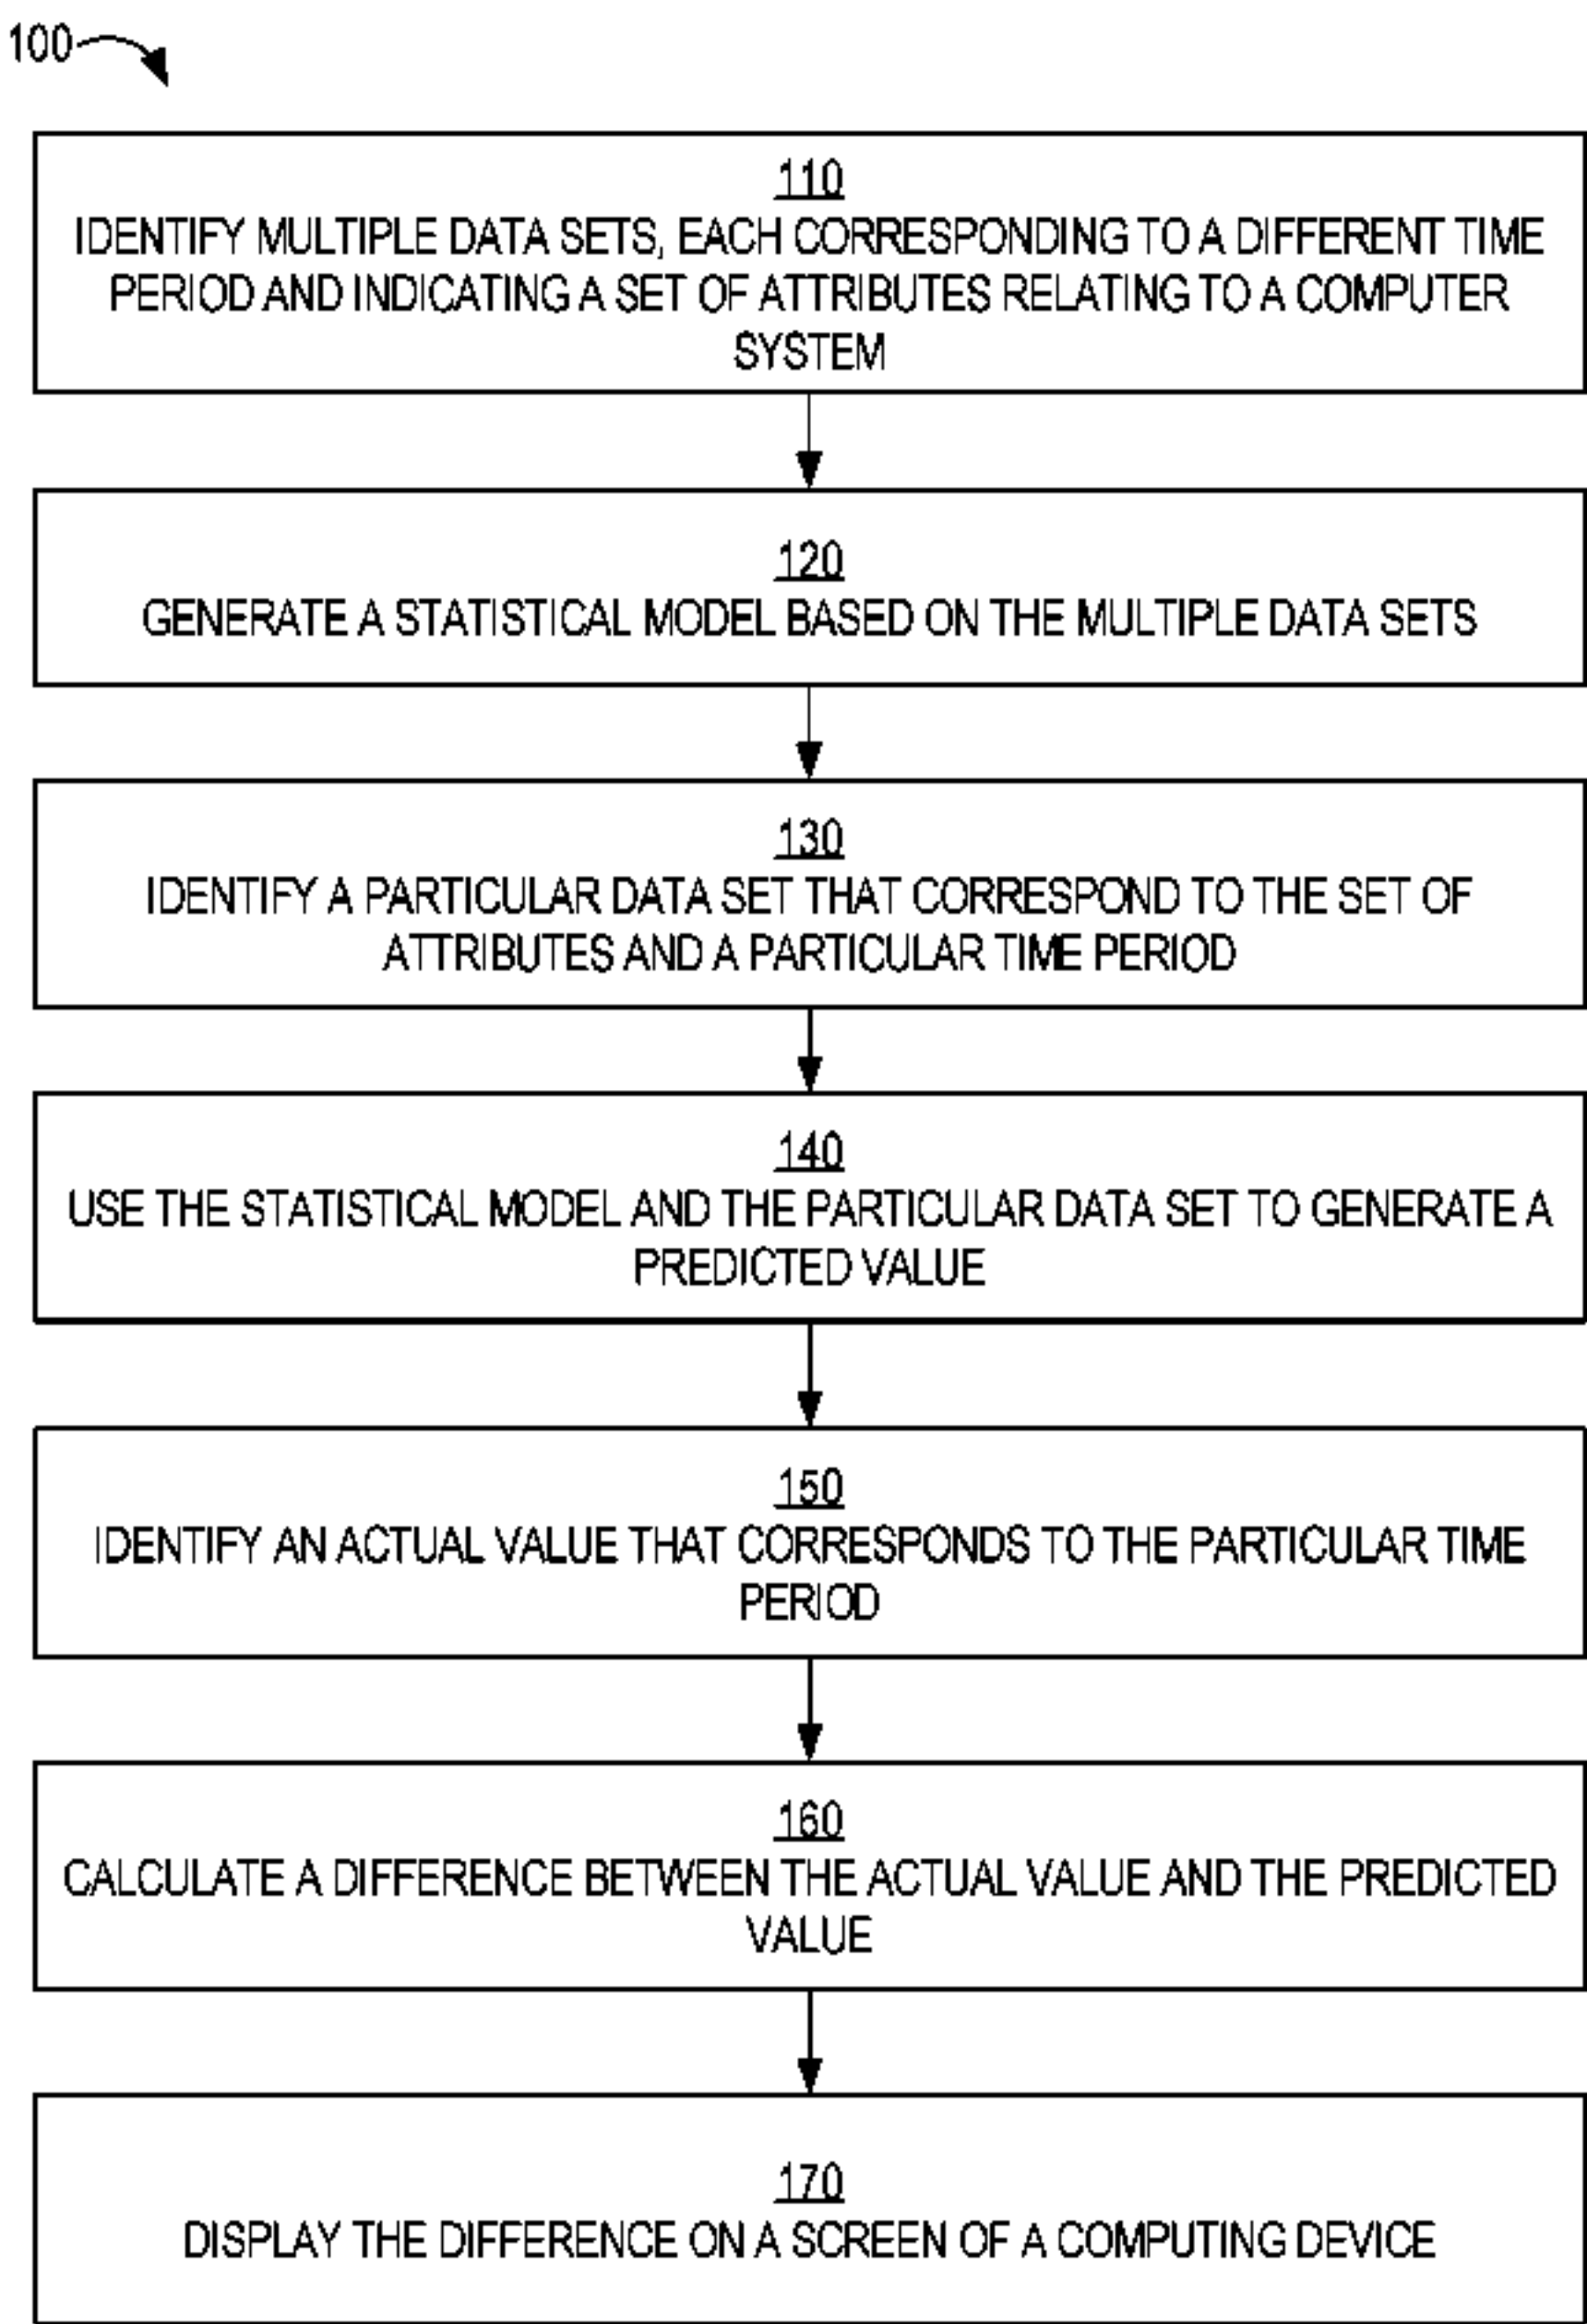 100
110
IDENTIFY MULTIPLE DATA SETS, EACH CORRESPONDING TO A DIFFERENT TIME
PERIOD AND INDICATING A SET OF ATTRIBUTES RELATING TO A COMPUTER
SYSTEM
120
GENERATE A STATISTICAL MODEL BASED ON THE MULTIPLE DATA SETS
130
IDENTIFY A PARTICULAR DATA SET THAT CORRESPOND TO THE SET OF
ATTRIBUTES AND A PARTICULAR TIME PERIOD
140
USE THE STATISTICAL MODEL AND THE PARTICULAR DATA SET TO GENERATE A
PREDICTED VALUE
150
IDENTIFY AN ACTUAL VALUE THAT CORRESPONDS TO THE PARTICULAR TIME
PERIOD
160
CALCULATE A DIFFERENCE BETWEEN THE ACTUAL VALUE AND THE PREDICTED
VALUE
170
DISPLAY THE DIFFERENCE ON A SCREEN OF A COMPUTING DEVICE